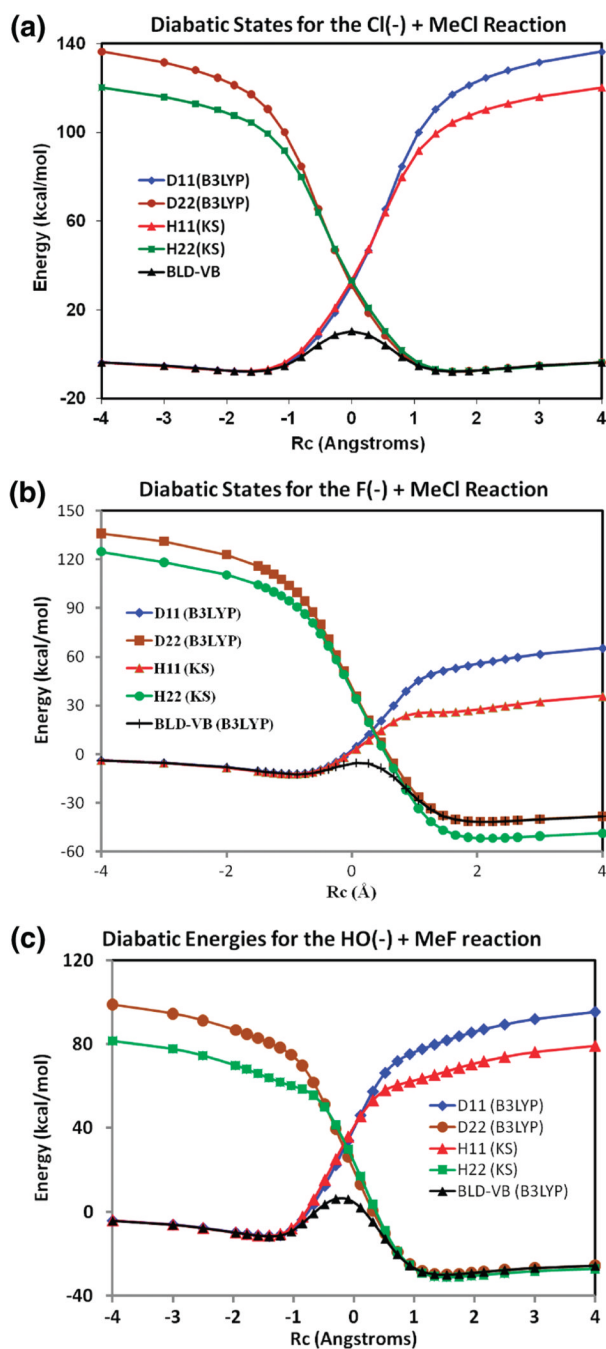 (a)
Diabatic States for the Cl(-) + MeCl Reaction
Energy (kcal/mol)
140
100
60
20
-20
D11(B3LYP)
D22(B3LYP)
H11(KS)
H22(KS)
BLD-VB
-4 -3 -2 -1 0 1 2 3 4
Rc (Angstroms)
(b)
Diabatic States for the F(-) + MeCl Reaction
Energy (kcal/mol)
150
120
90
60
30
0
-30
-60
D11 (B3LYP)
D22 (B3LYP)
H11 (KS)
H22 (KS)
BLD-VB (B3LYP)
-4 -2 0 2 4
Rc (Å)
(c)
Diabatic Energies for the HO(-) + MeF reaction
Energy (kcal/mol)
120
80
40
0
-40
D11 (B3LYP)
D22 (B3LYP)
H11 (KS)
H22 (KS)
BLD-VB (B3LYP)
-4 -3 -2 -1 0 1 2 3 4
Rc (Angstroms)